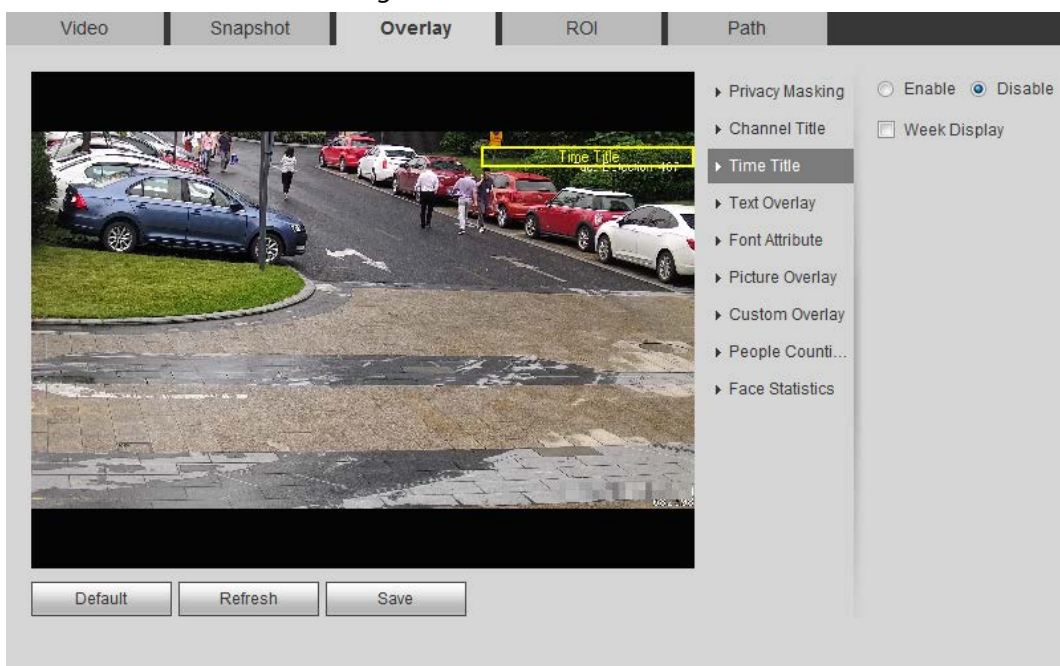 Video Snapshot Overlay ROI Path
Time Title
Privacy Masking
Channel Title
Time Title
Text Overlay
Font Attribute
Picture Overlay
Custom Overlay
People Counti...
Face Statistics
Enable Disable
Week Display
Default Refresh Save